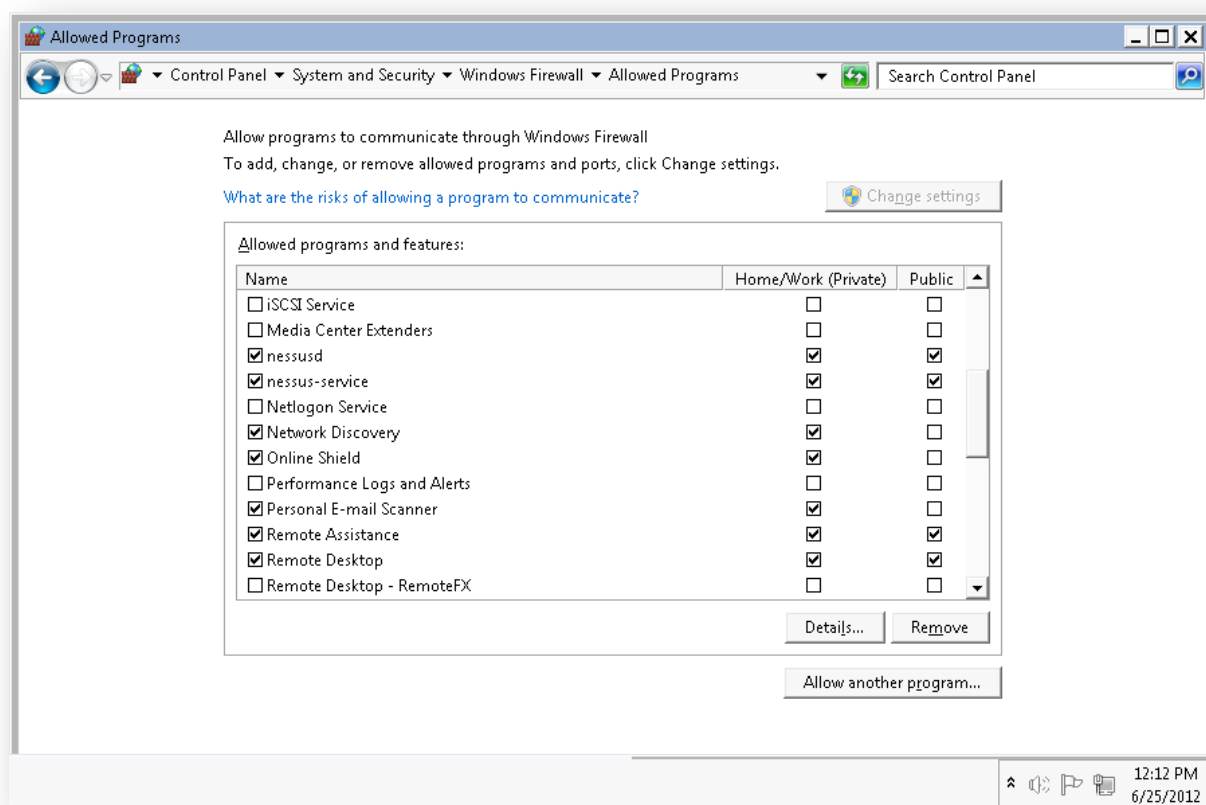 Allowed Programs
Control Panel System and Security Windows Firewall Allowed Programs Search Control Panel
Allow programs to communicate through Windows Firewall
To add, change, or remove allowed programs and ports, click Change settings.
What are the risks of allowing a program to communicate? Change settings
Allowed programs and features:
Name Home/Work (Private) Public
iSCSI Service
Media Center Extenders
nessusd
nessus-service
Netlogon Service
Network Discovery
Online Shield
Performance Logs and Alerts
Personal E-mail Scanner
Remote Assistance
Remote Desktop
Remote Desktop - RemoteFX
Details... Remove
Allow another program...
12:12 PM
6/25/2012